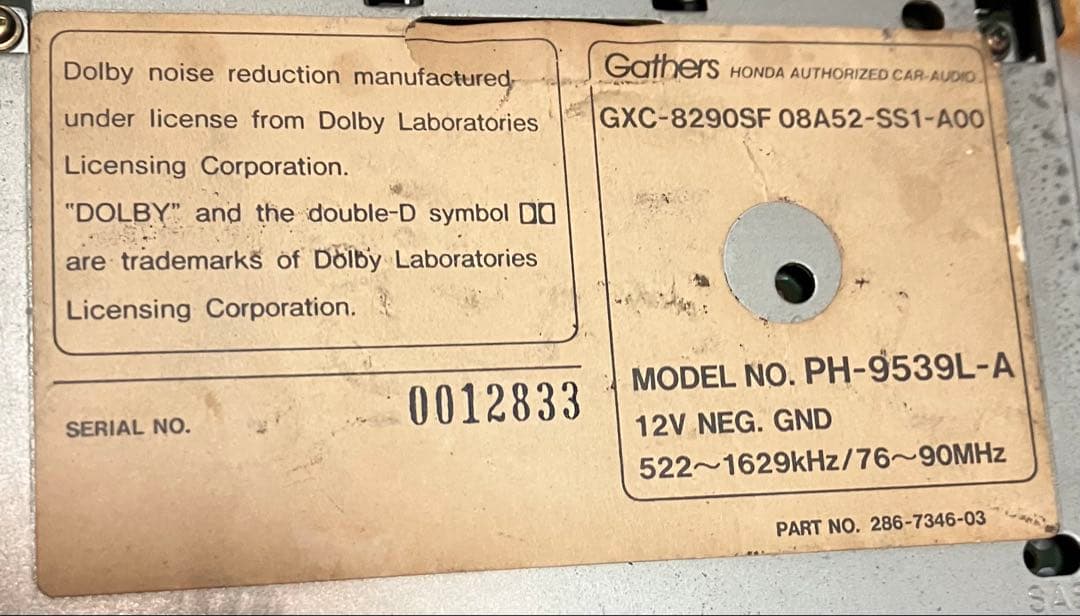 Dolby noise reduction manufactured
under license from Dolby Laboratories
Licensing Corporation.
"DOLBY" and the double-D symbol
are trademarks of Dolby Laboratories
Licensing Corporation.
SERIAL NO. 0012833
Gathers HONDA AUTHORIZED CAR-AUDIO
GXC-8290SF 08A52-SS1-A00
MODEL NO. PH-9539L-A
12V NEG. GND
522~1629kHz/76~90MHz
PART NO. 286-7346-03